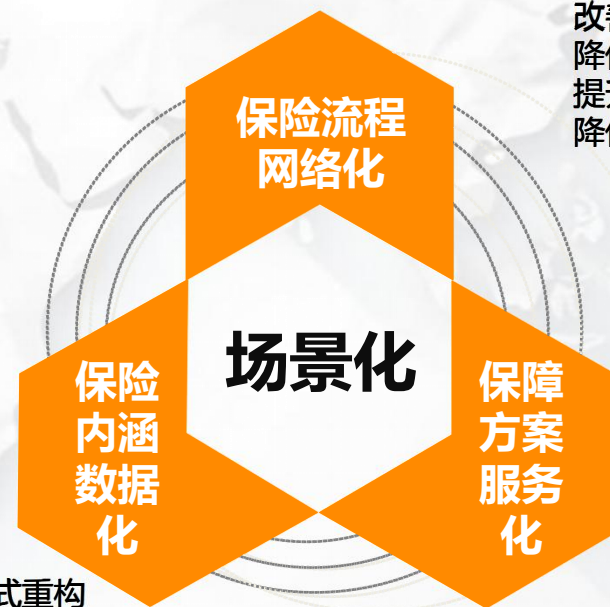 改
降
提
降
保险流程
网络化
场景化
保险
内涵
数据
化
保障
方案
服务
化
式重构